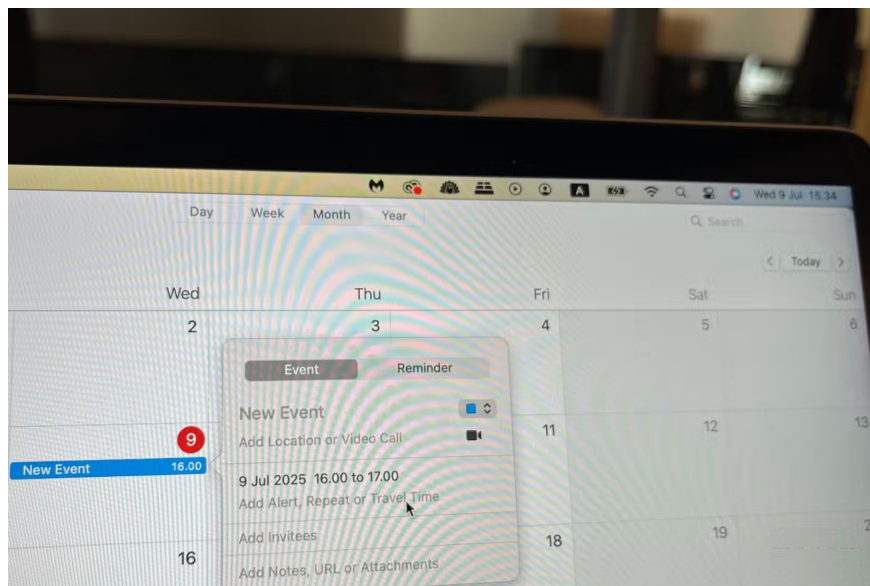 A
Wed 9 Jul 15.34
Day Week Month Year
Search
Today
Wed Thu Fri Sat Sun
2 3 4 5 6
Event Reminder
New Event
Add Location or Video Call
9 11 12 13
New Event 16.00
9 Jul 2025 16.00 to 17.00
Add Alert, Repeat or Travel Time
Add Invitees
16 18 19
Add Notes, URL or Attachments